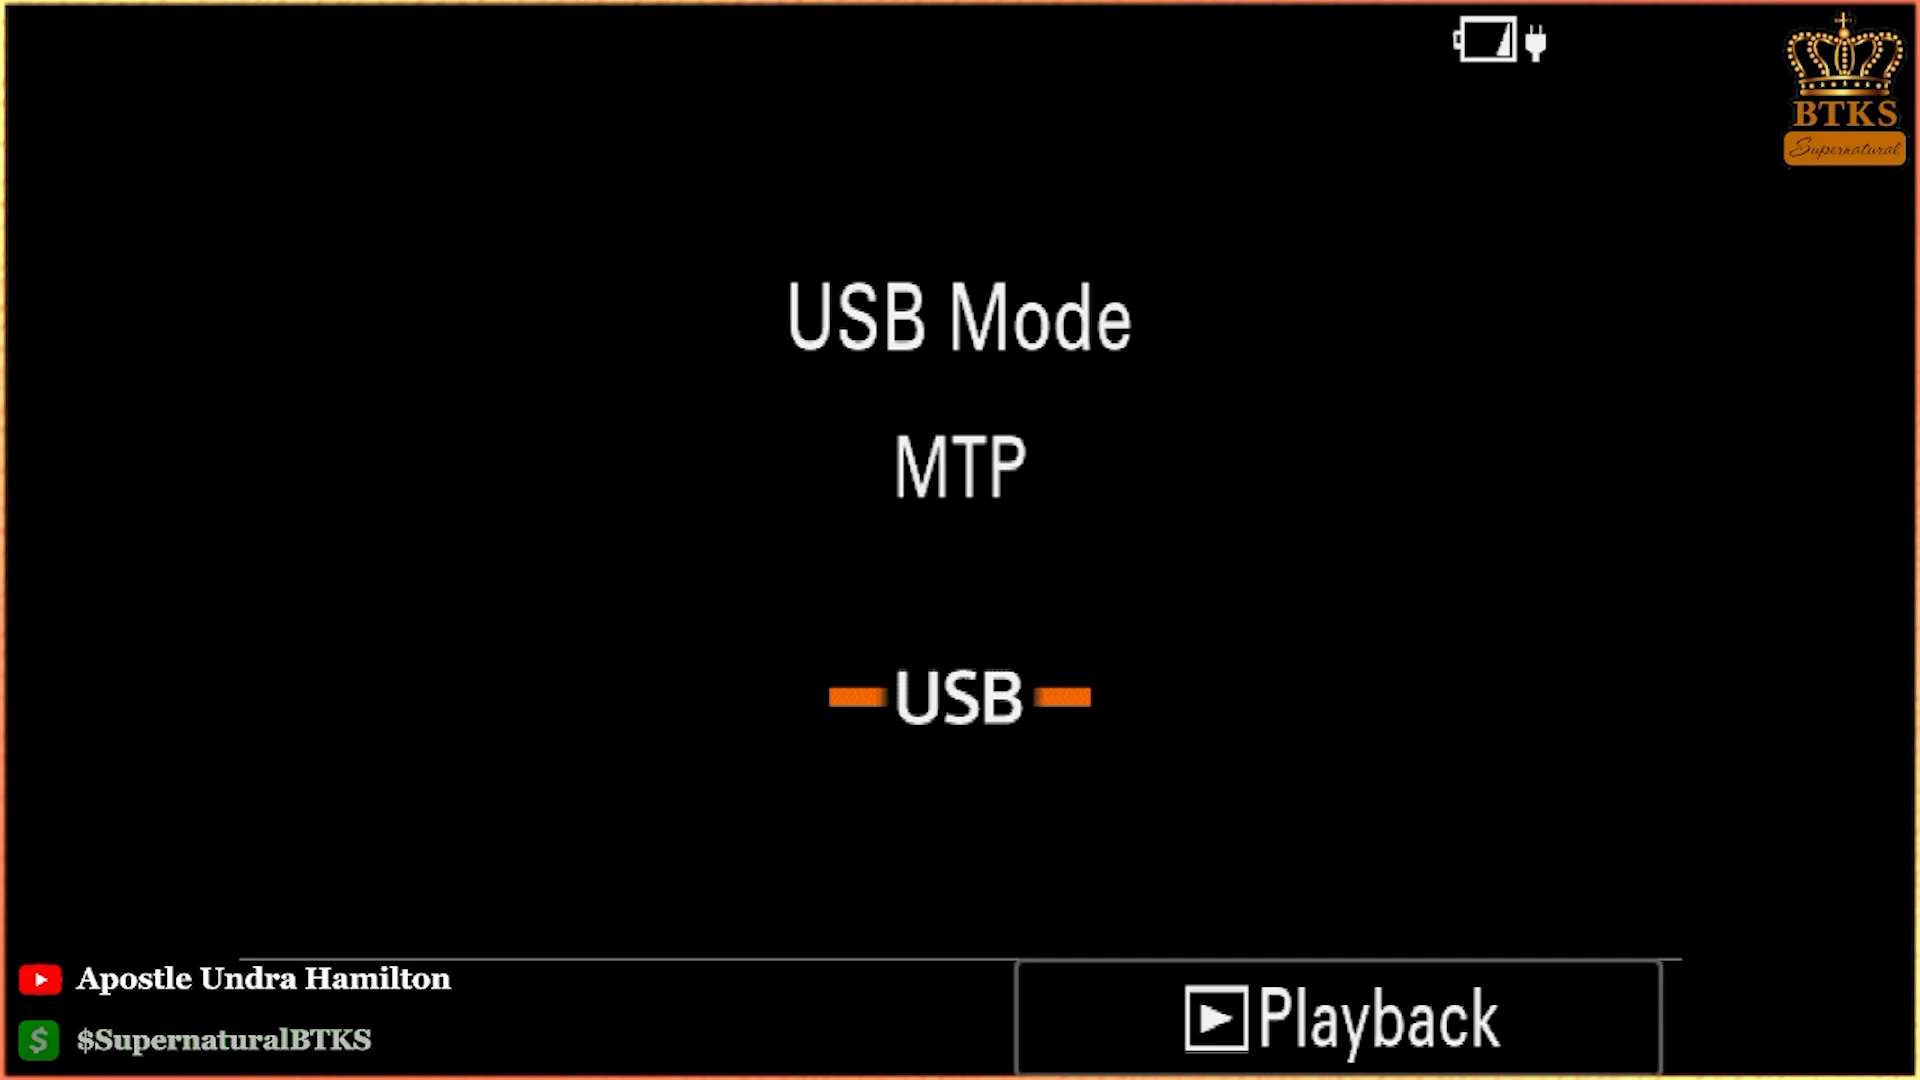 BTKS
Supernatural
USB Mode
MTP
USB
Apostle Undra Hamilton
$SupernaturalBTKS
Playback